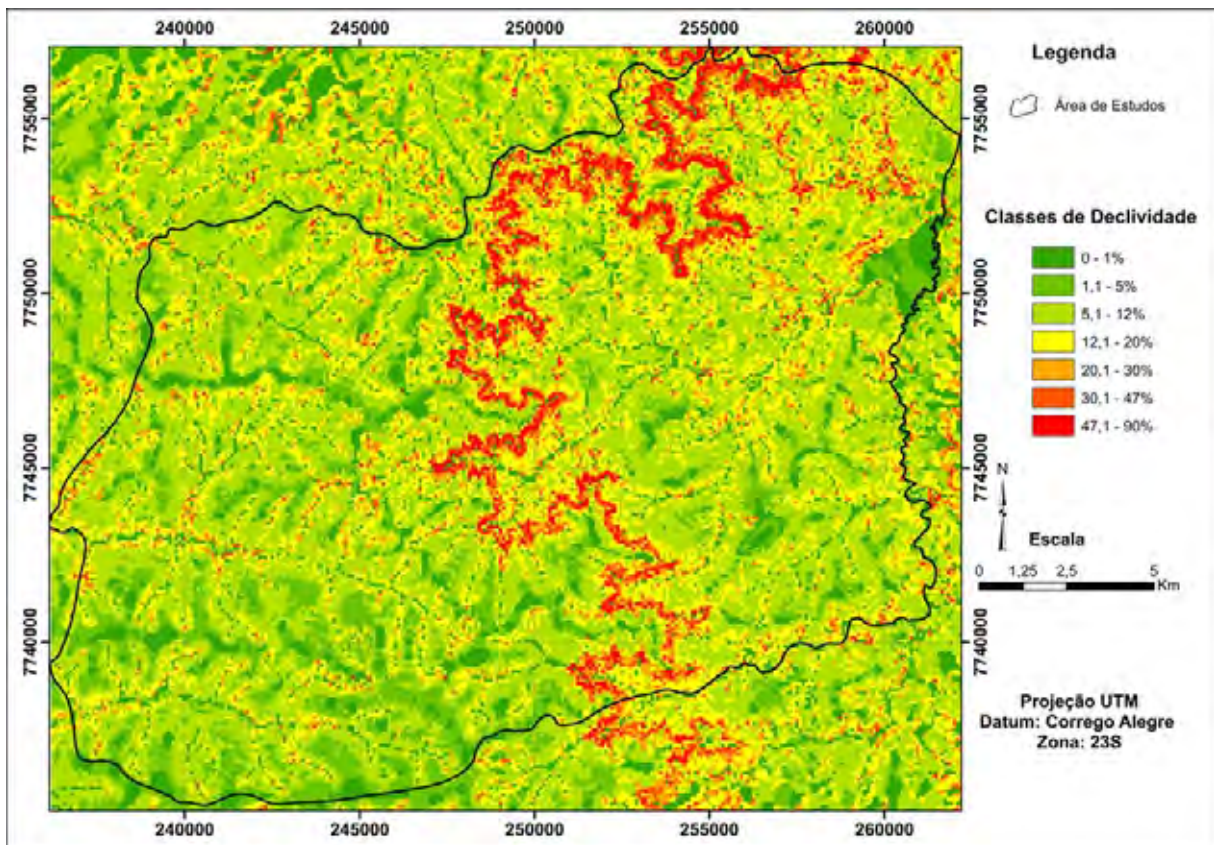 240000 245000 250000 255000 260000
7755000
7750000
7745000
7740000
7755000
7750000
7745000
7740000
240000 245000 250000 255000 260000
Legenda
Área de Estudos
Classes de Declividade
0 - 1%
1,1 - 5%
5,1 - 12%
12,1 - 20%
20,1 - 30%
30,1 - 47%
47,1 - 90%
N
Escala
0 1,25 2,5 5
Km
Projeção UTM
Datum: Corrego Alegre
Zona: 23S